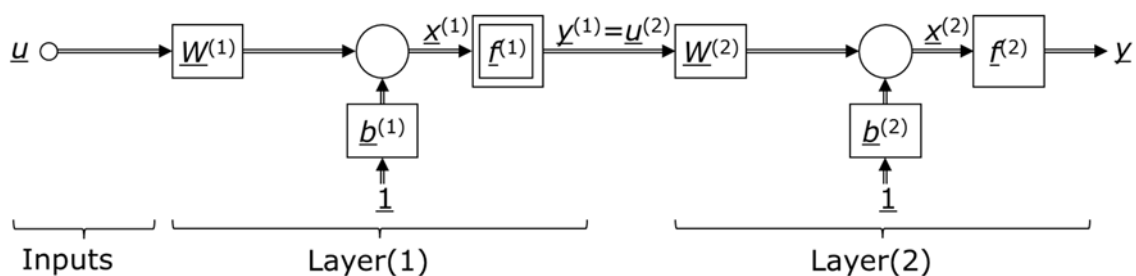 u W(1) x(1) f(1) y(1)=u(2) W(2) x(2) f(2) y
b(1) b(2)
1 1
Inputs Layer(1) Layer(2)